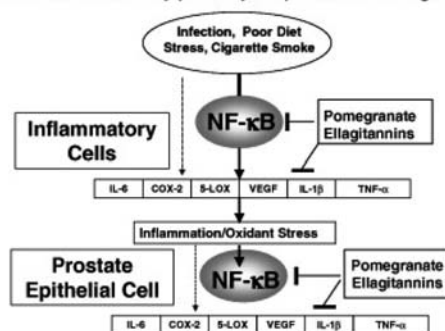 Infection, Poor Diet
Stress, Cigarette Smoke
NF-κB
Pomegranate
Ellagitannins
Inflammatory
Cells
IL-6 COX-2 5-LOX VEGF IL-1β TNF-α
Inflammation/Oxidant Stress
Prostate
Epithelial Cell
NF-κB
Pomegranate
Ellagitannins
IL-6 COX-2 5-LOX VEGF IL-1β TNF-α